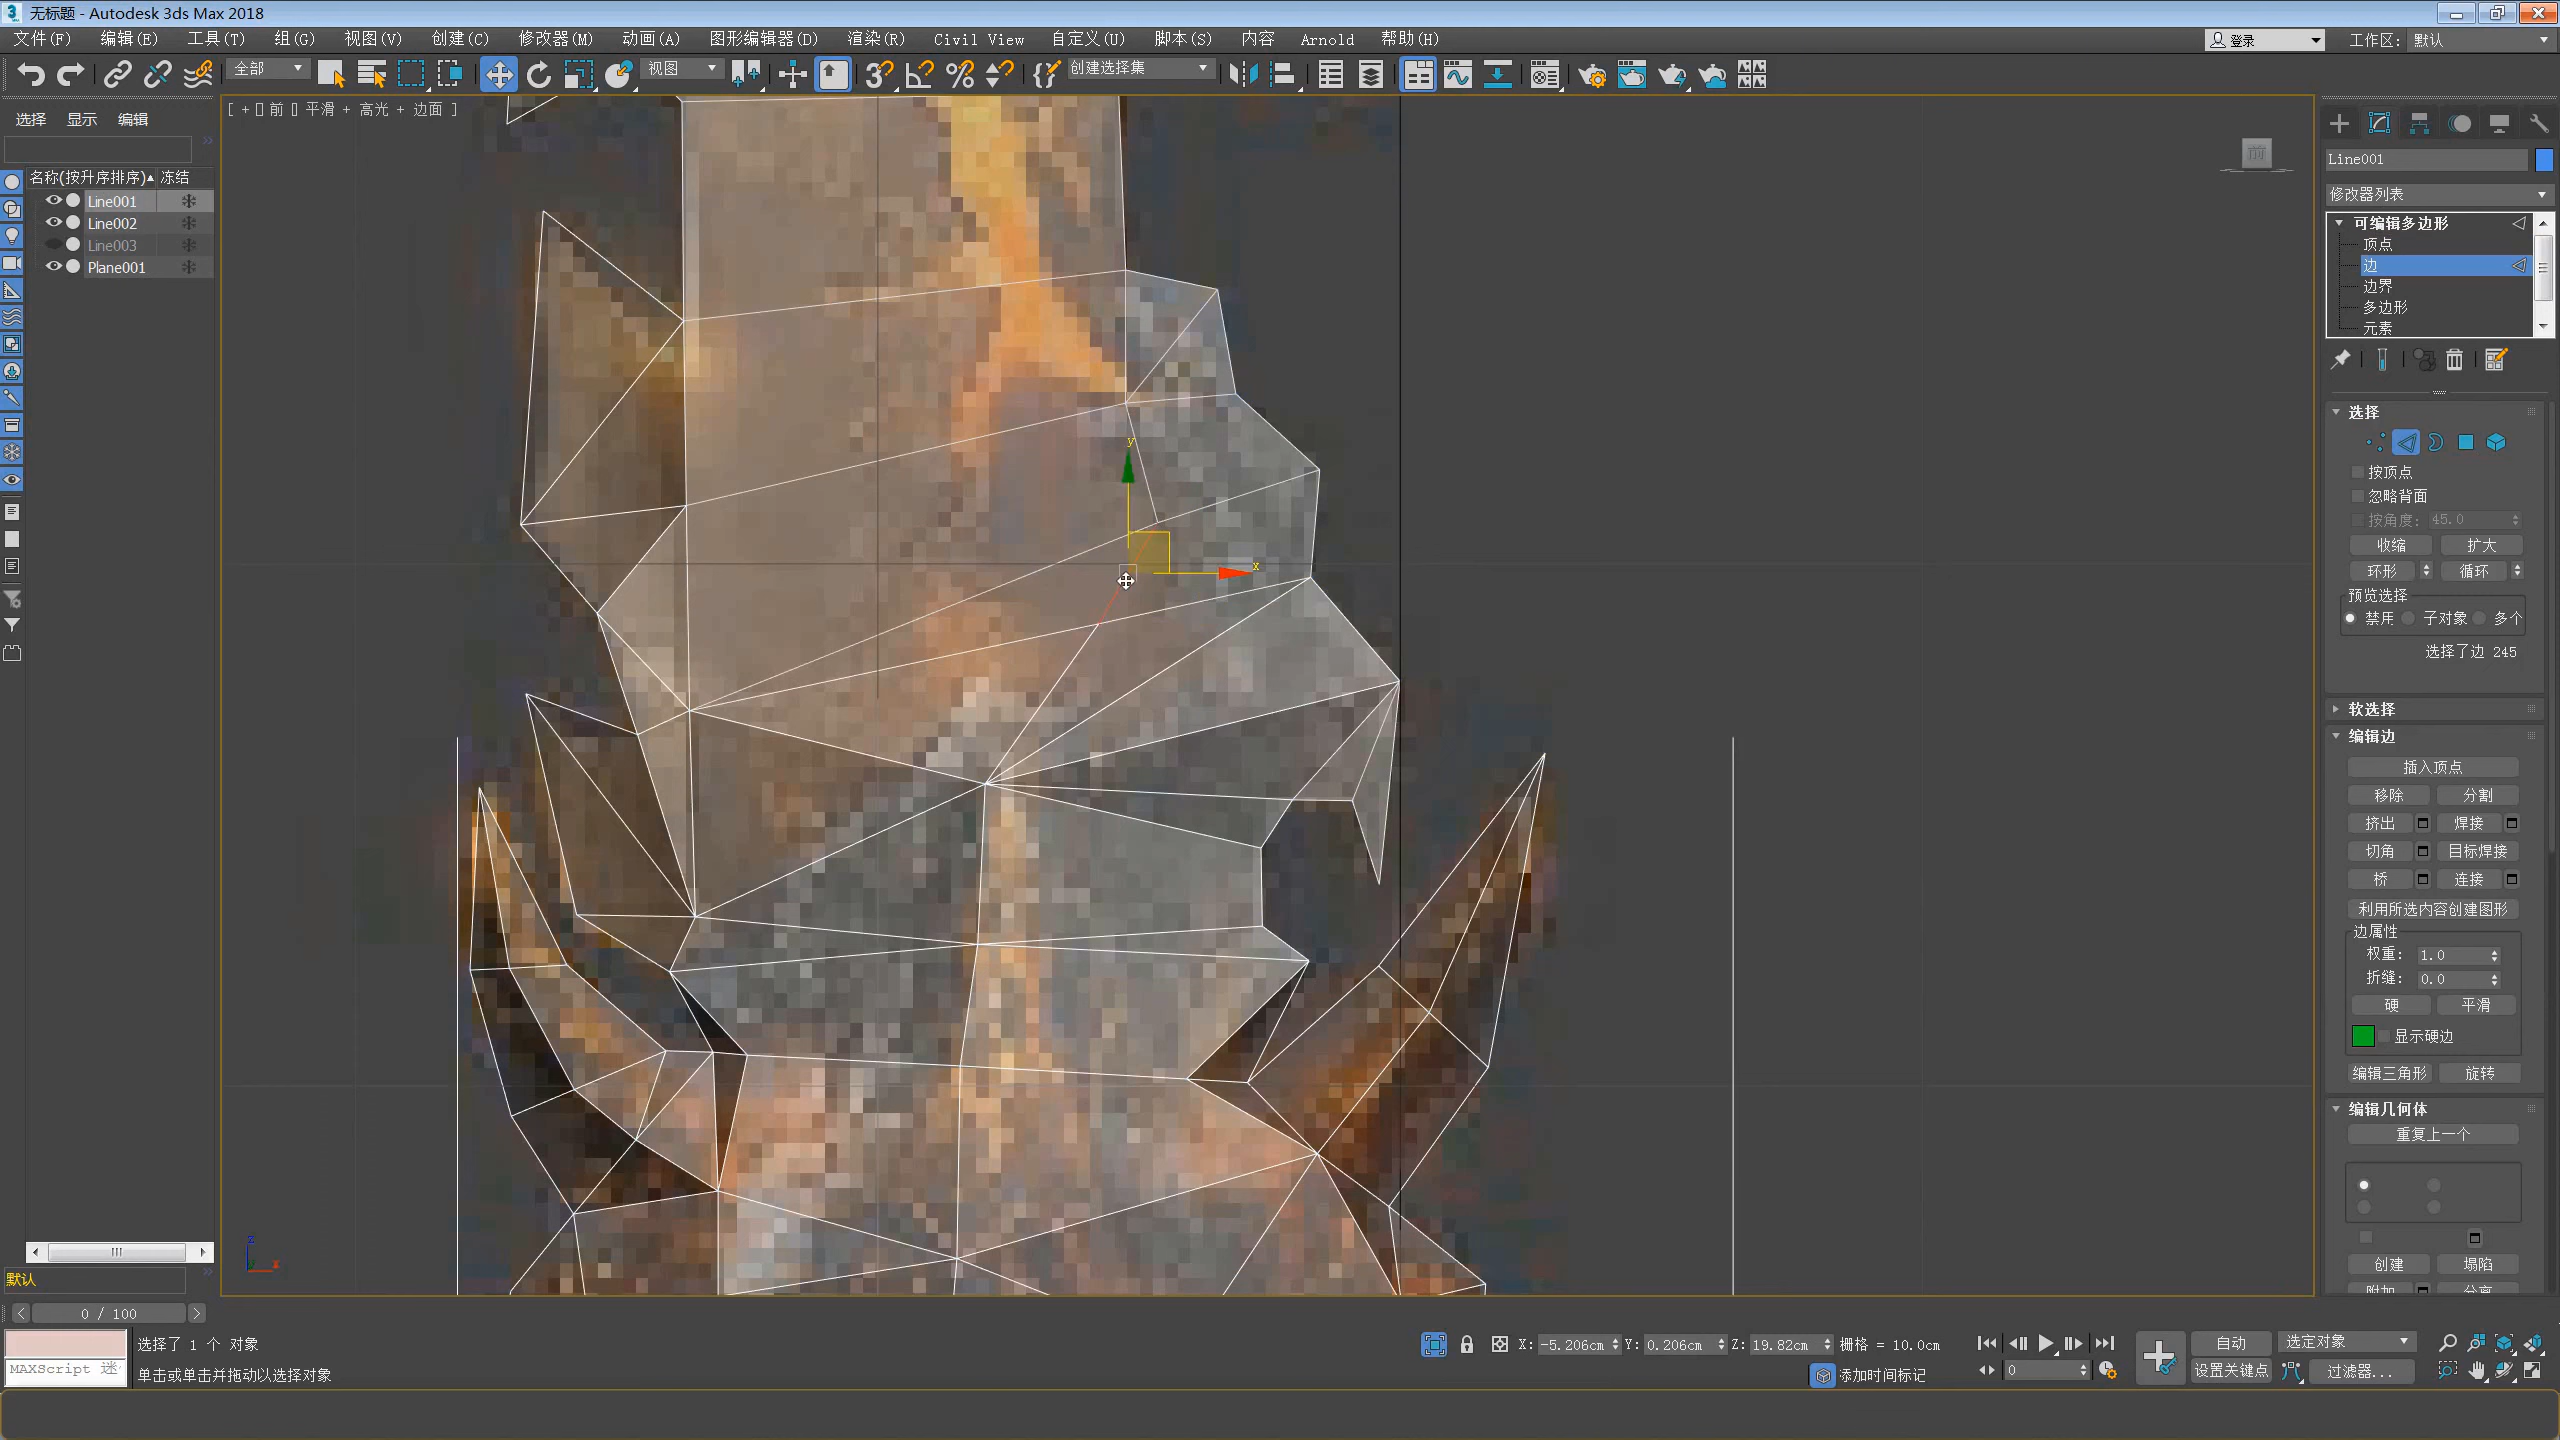 无标题 - Autodesk 3ds Max 2018
文件(F) 编辑(E) 工具(T) 组(G) 视图(V) 创建(C) 修改器(M) 动画(A) 图形编辑器(D) 渲染(R) Civil View 自定义(U) 脚本(S) 内容 Arnold 帮助(H)
登录 工作区: 默认
全部 视图 创建选择集
选择 显示 编辑
[ + ] [ 前 ] [ 平滑 + 高光 + 边面 ]
名称(按升序排序) 冻结
Line001
Line002
Line003
Plane001
前
y
x
z
x
默认
0 / 100
Line001
修改器列表
可编辑多边形
顶点
边
边界
多边形
元素
选择
按顶点
忽略背面
按角度: 45.0
收缩 扩大
环形 循环
预览选择
禁用 子对象 多个
选择了边 245
软选择
编辑边
插入顶点
移除 分割
挤出 焊接
切角 目标焊接
桥 连接
利用所选内容创建图形
边属性
权重: 1.0
折缝: 0.0
硬 平滑
显示硬边
编辑三角形 旋转
编辑几何体
重复上一个
创建 塌陷
附加 分离
选择了 1 个 对象
单击或单击并拖动以选择对象
MAXScript 迷
X: -5.206cm Y: 0.206cm Z: 19.82cm 栅格 = 10.0cm
添加时间标记
0
自动 选定对象
设置关键点 过滤器...